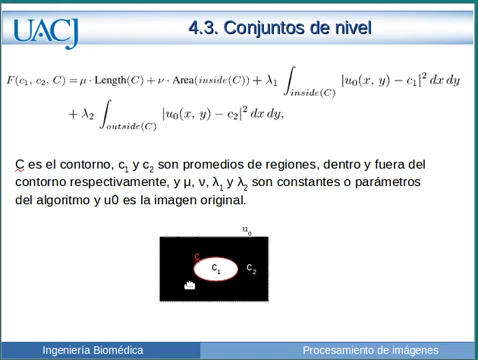 UACJ
4.3. Conjuntos de nivel
F(c₁, c₂, C) = μ · Length(C) + ν · Area(inside(C)) + λ₁ ∫_{inside(C)} |u₀(x, y) − c₁|² dx dy
+ λ₂ ∫_{outside(C)} |u₀(x, y) − c₂|² dx dy,
C es el contorno, c₁ y c₂ son promedios de regiones, dentro y fuera del
contorno respectivamente, y μ, ν, λ₁ y λ₂ son constantes o parámetros
del algoritmo y u0 es la imagen original.
u₀
C
C₁ C₂
Ingeniería Biomédica Procesamiento de imágenes